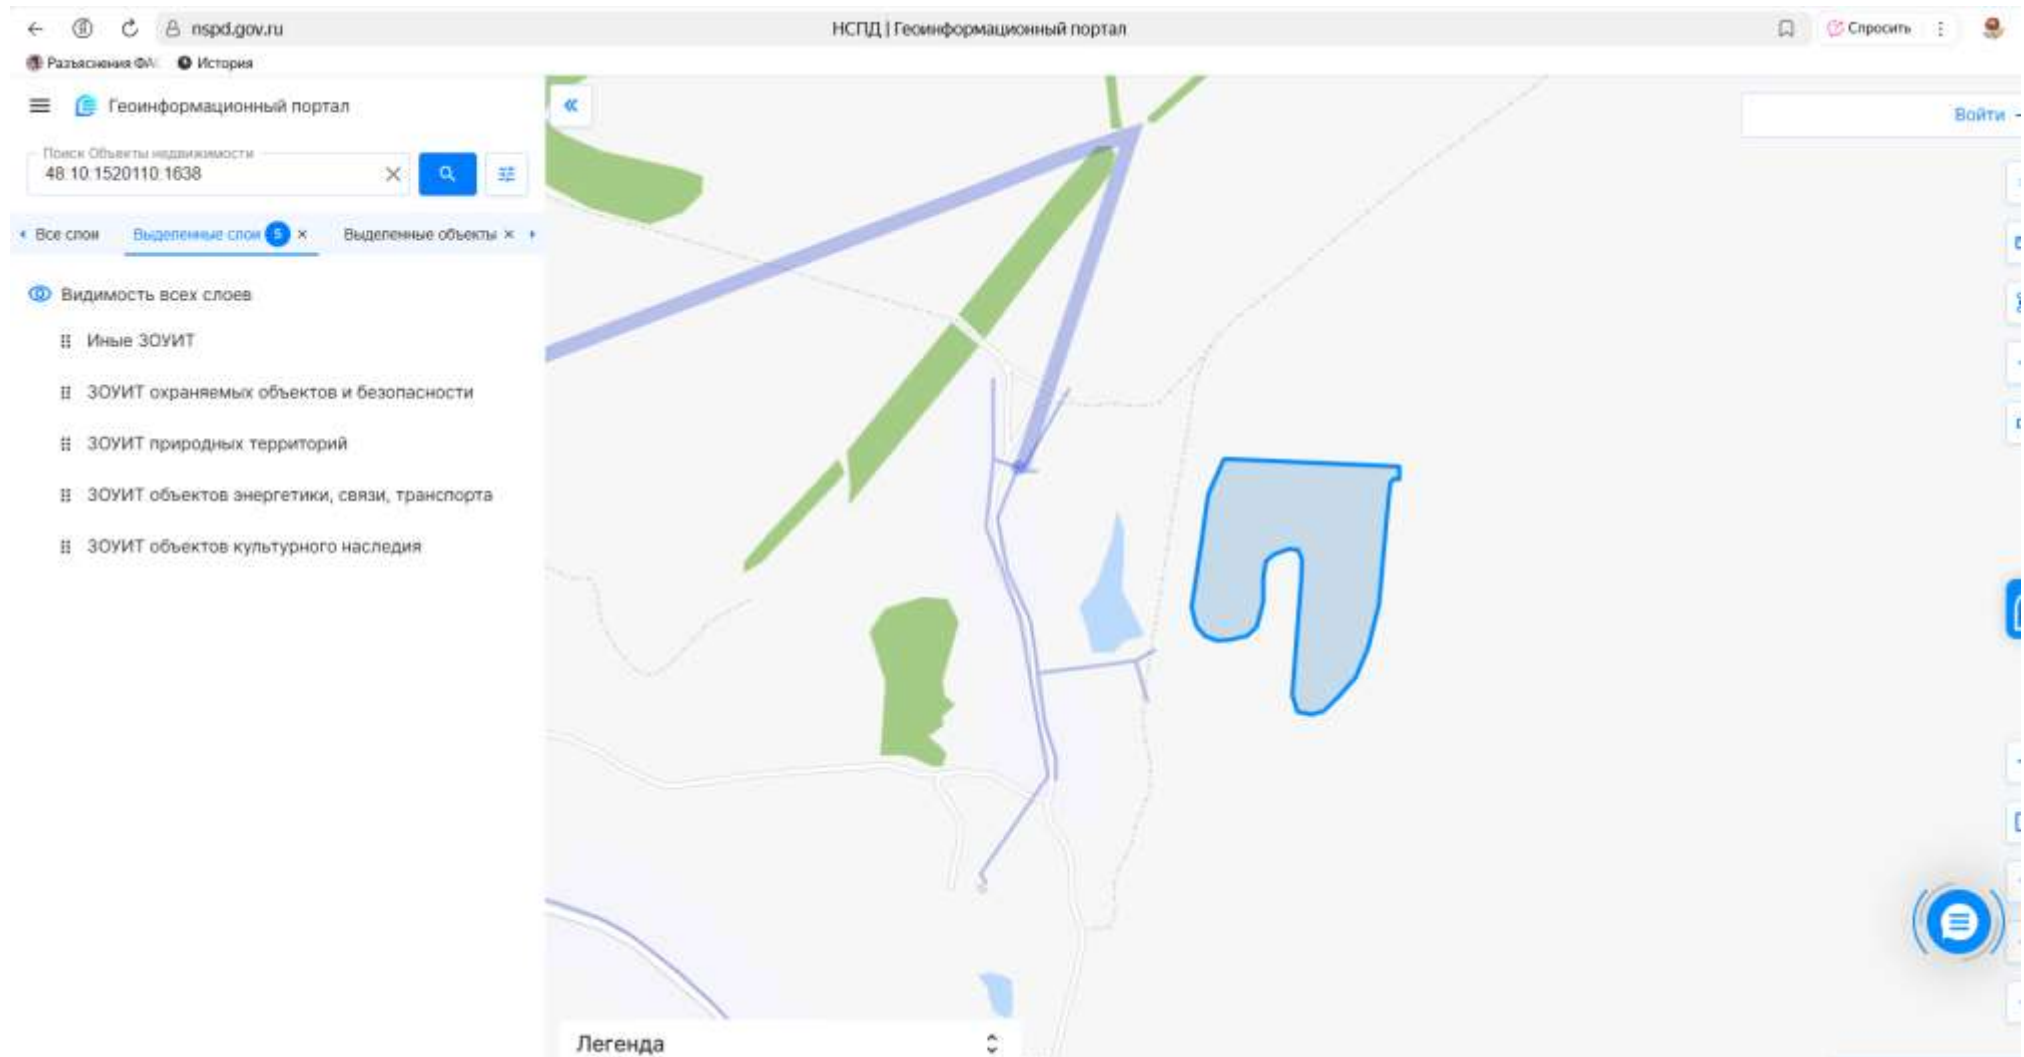 nspd.gov.ru
НСПД | Геоинформационный портал
Спросить
Разъяснения ФА
История
Геоинформационный портал
Войти
Поиск Объекты недвижимости
48:10:1520110:1638
Все слои
Выделенные слои 5 ×
Выделенные объекты ×
Видимость всех слоев
Иные ЗОУИТ
ЗОУИТ охраняемых объектов и безопасности
ЗОУИТ природных территорий
ЗОУИТ объектов энергетики, связи, транспорта
ЗОУИТ объектов культурного наследия
Легенда